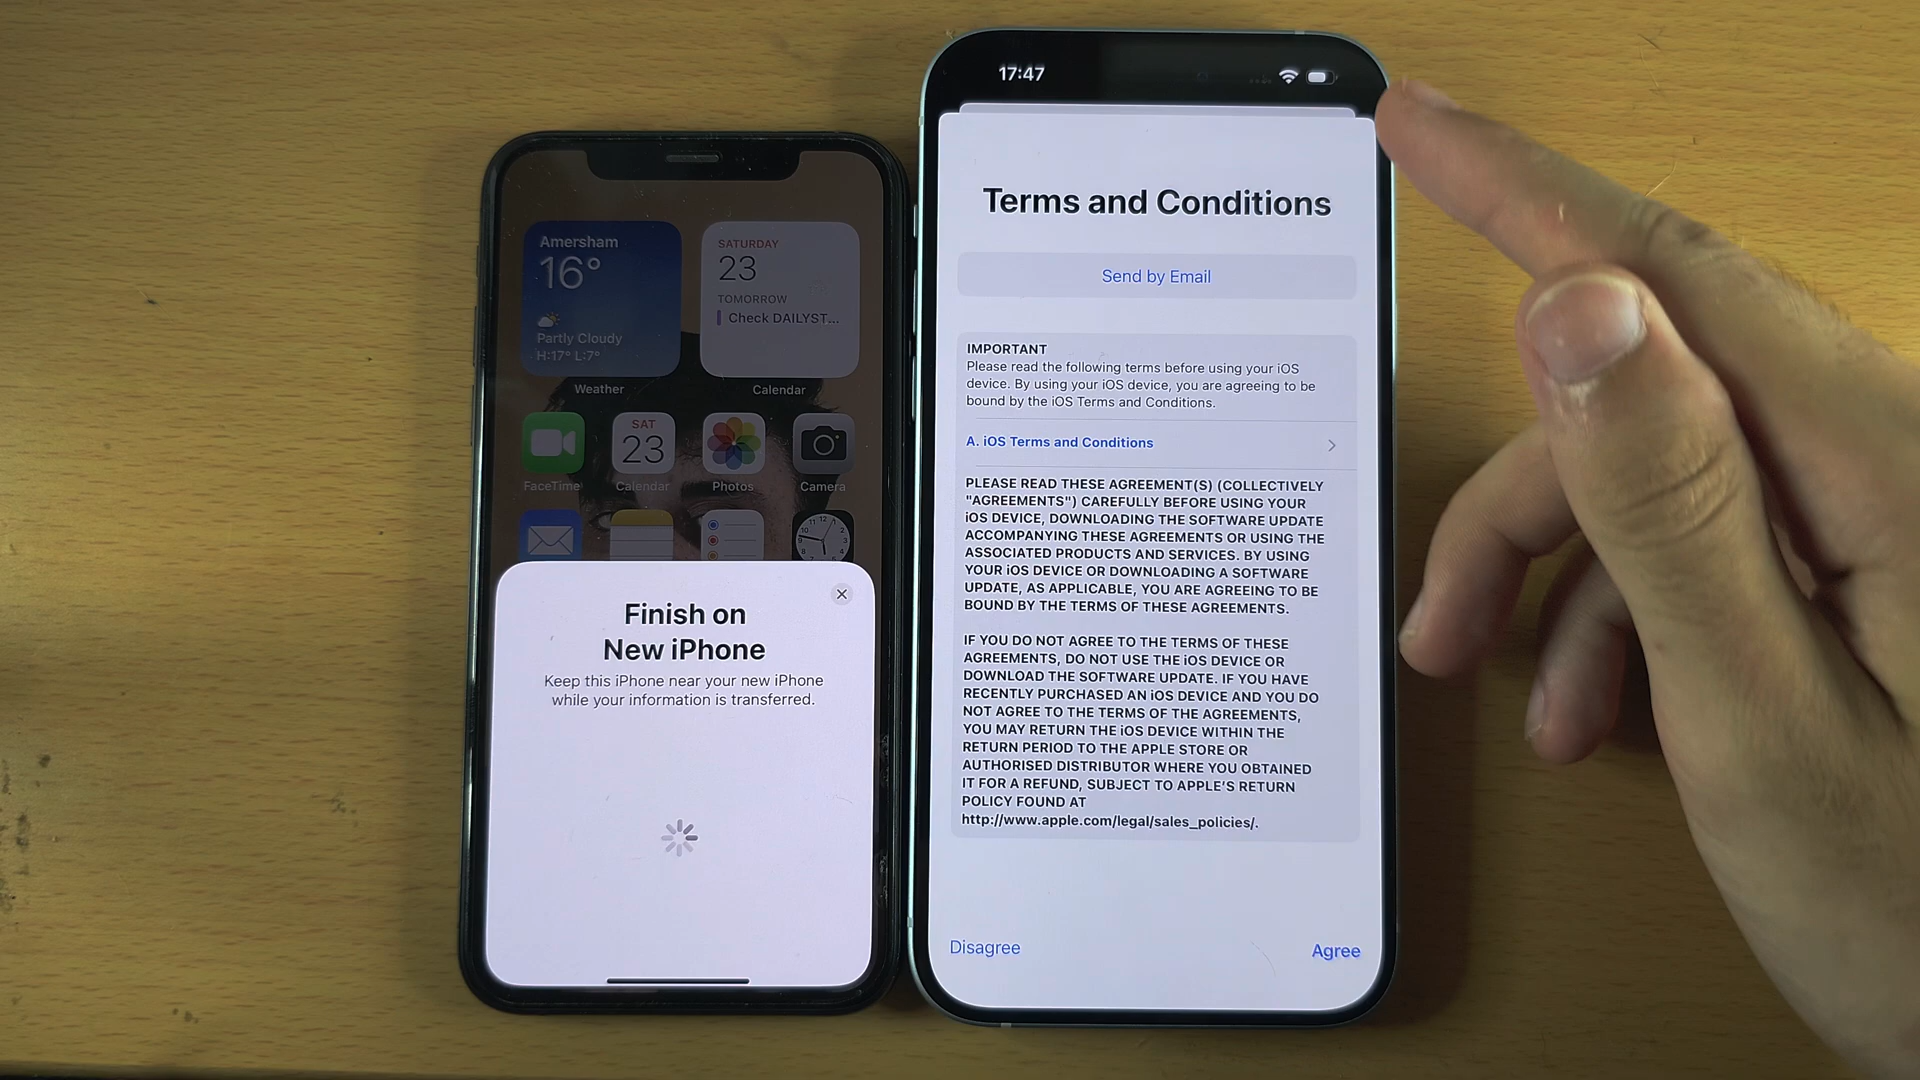 Amersham
16°
Partly Cloudy
H:17° L:7°
Weather
SATURDAY
23
TOMORROW
Check DAILYST...
Calendar
FaceTime
SAT
23
Calendar
Photos
Camera
Finish on
New iPhone
Keep this iPhone near your new iPhone
while your information is transferred.
17:47
Terms and Conditions
Send by Email
IMPORTANT
Please read the following terms before using your iOS
device. By using your iOS device, you are agreeing to be
bound by the iOS Terms and Conditions.
A. iOS Terms and Conditions
PLEASE READ THESE AGREEMENT(S) (COLLECTIVELY
"AGREEMENTS") CAREFULLY BEFORE USING YOUR
iOS DEVICE, DOWNLOADING THE SOFTWARE UPDATE
ACCOMPANYING THESE AGREEMENTS OR USING THE
ASSOCIATED PRODUCTS AND SERVICES. BY USING
YOUR iOS DEVICE OR DOWNLOADING A SOFTWARE
UPDATE, AS APPLICABLE, YOU ARE AGREEING TO BE
BOUND BY THE TERMS OF THESE AGREEMENTS.
IF YOU DO NOT AGREE TO THE TERMS OF THESE
AGREEMENTS, DO NOT USE THE iOS DEVICE OR
DOWNLOAD THE SOFTWARE UPDATE. IF YOU HAVE
RECENTLY PURCHASED AN iOS DEVICE AND YOU DO
NOT AGREE TO THE TERMS OF THE AGREEMENTS,
YOU MAY RETURN THE iOS DEVICE WITHIN THE
RETURN PERIOD TO THE APPLE STORE OR
AUTHORISED DISTRIBUTOR WHERE YOU OBTAINED
IT FOR A REFUND, SUBJECT TO APPLE'S RETURN
POLICY FOUND AT
http://www.apple.com/legal/sales_policies/.
Disagree
Agree